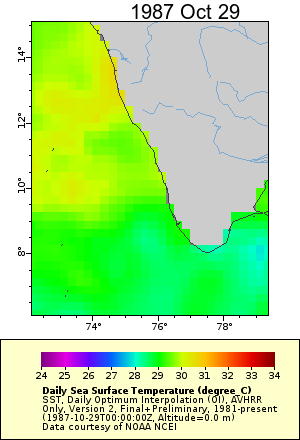 1987 Oct 29
14°
12°
10°
8°
74° 76° 78°
24 25 26 27 28 29 30 31 32 33 34
Daily Sea Surface Temperature (degree_C)
SST, Daily Optimum Interpolation (OI), AVHRR
Only, Version 2, Final+Preliminary, 1981-present
(1987-10-29T00:00:00Z, Altitude=0.0 m)
Data courtesy of NOAA NCEI